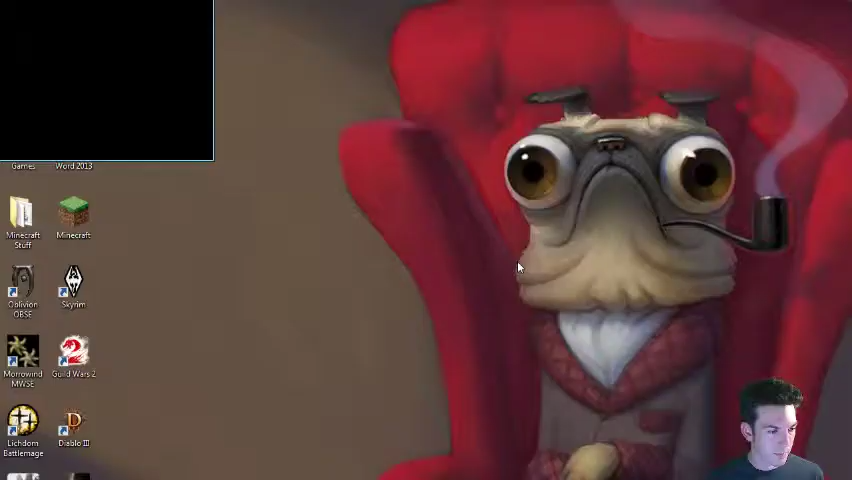 Games Word 2013
Minecraft Minecraft
Stuff
Oblivion Skyrim
OBSE
Morrowind Guild Wars 2
MWSE
Lichdom Diablo III
Battlemage